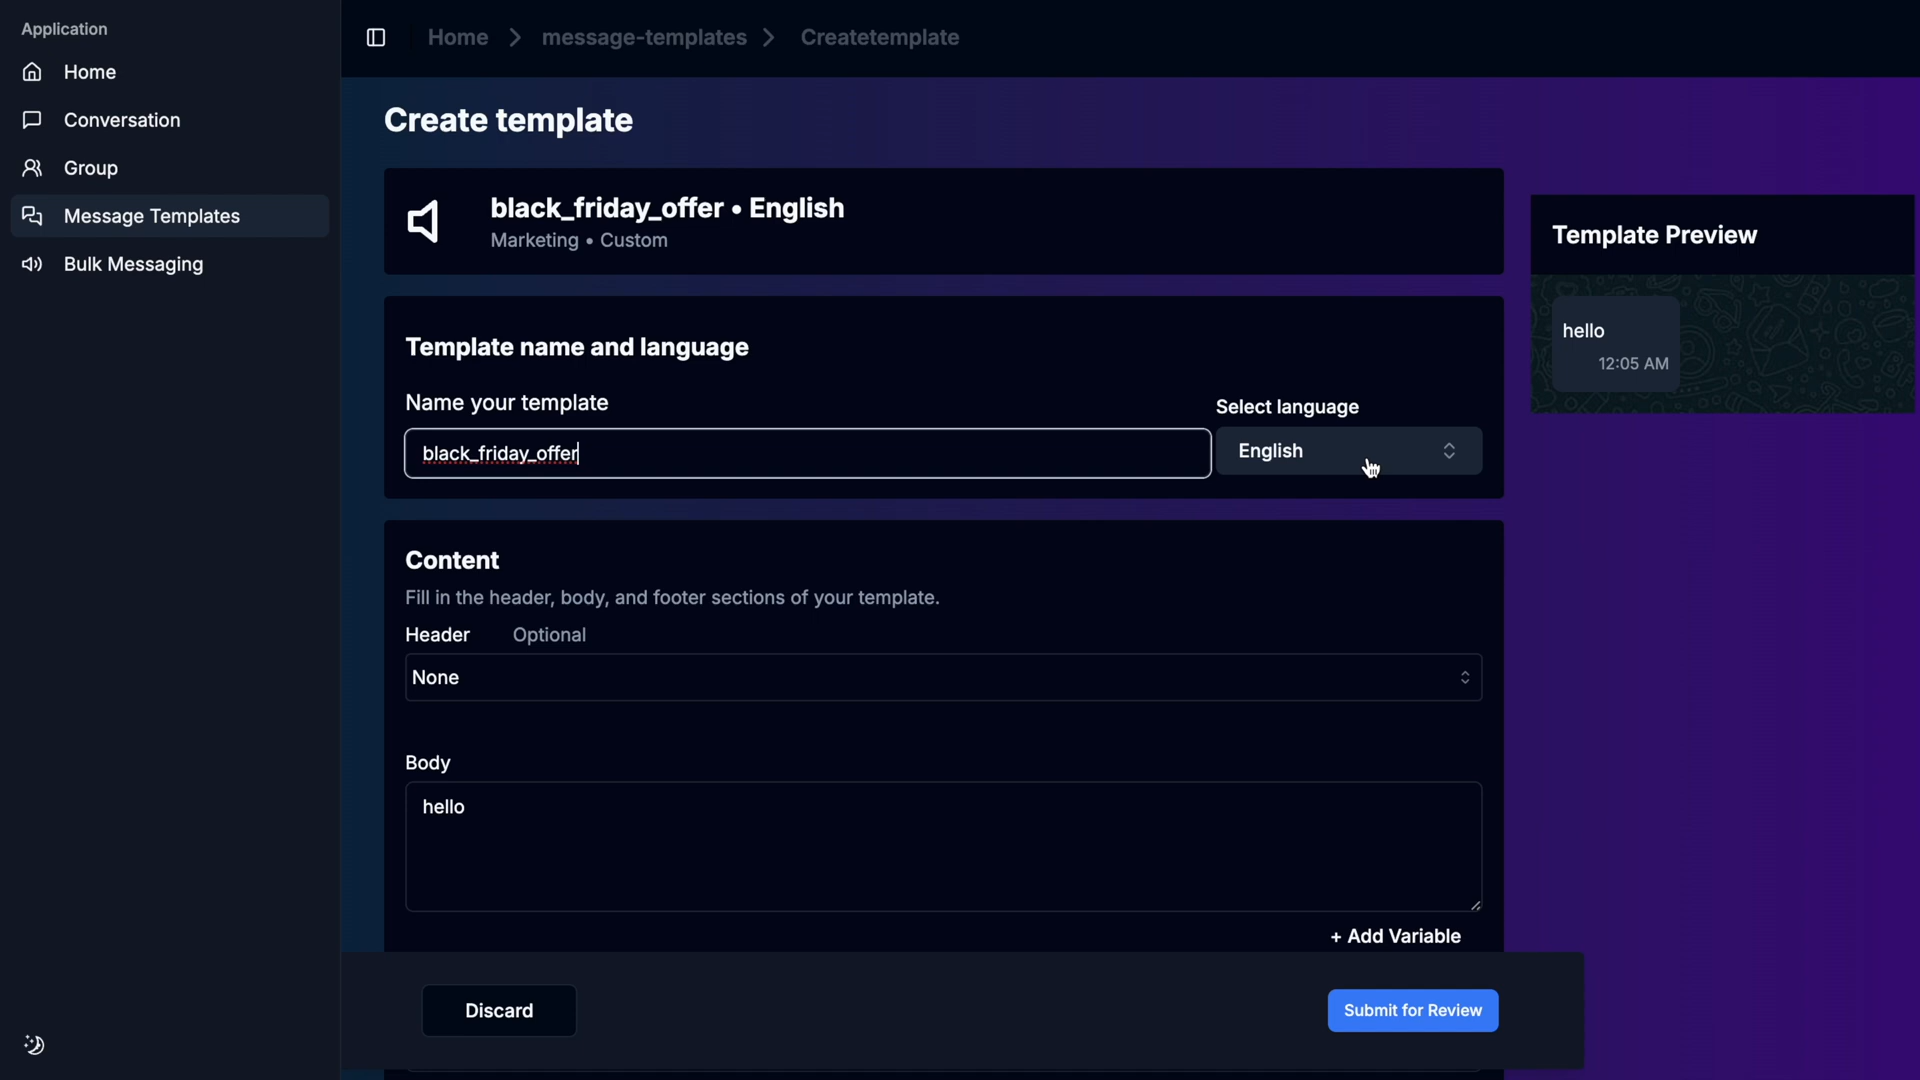 Application
Home
Conversation
Group
Message Templates
Bulk Messaging
Home > message-templates > Createtemplate
Create template
black_friday_offer • English
Marketing • Custom
Template name and language
Name your template
Select language
black_friday_offer
English
Content
Fill in the header, body, and footer sections of your template.
Header Optional
None
Body
hello
+ Add Variable
Discard
Submit for Review
Template Preview
hello
12:05 AM